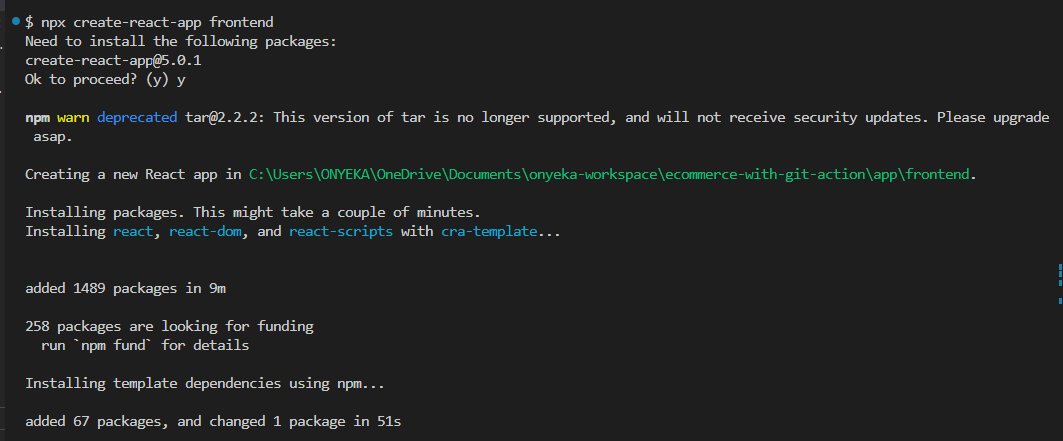 $ npx create-react-app frontend
Need to install the following packages:
create-react-app@5.0.1
Ok to proceed? (y) y
npm warn deprecated tar@2.2.2: This version of tar is no longer supported, and will not receive security updates. Please upgrade
asap.
Creating a new React app in C:\Users\ONYEKA\OneDrive\Documents\onyeka-workspace\ecommerce-with-git-action\app\frontend.
Installing packages. This might take a couple of minutes.
Installing react, react-dom, and react-scripts with cra-template...
added 1489 packages in 9m
258 packages are looking for funding
run `npm fund` for details
Installing template dependencies using npm...
added 67 packages, and changed 1 package in 51s